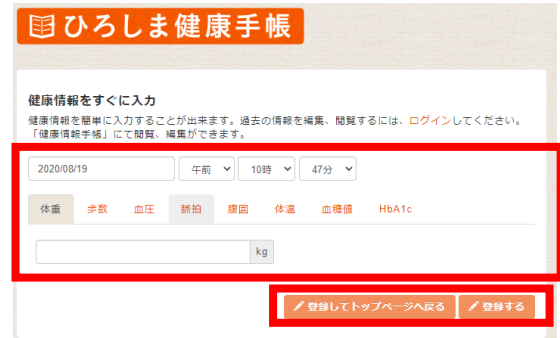 ひろしま健康手帳
健康情報をすぐに入力
健康情報を簡単に入力することが出来ます。過去の情報を編集、閲覧するには、ログインしてください。
「健康情報手帳」にて閲覧、編集ができます。
2020/08/19 午前 10時 47分
体重 歩数 血圧 脈拍 腹囲 体温 血糖値 HbA1c
kg
登録してトップページへ戻る 登録する